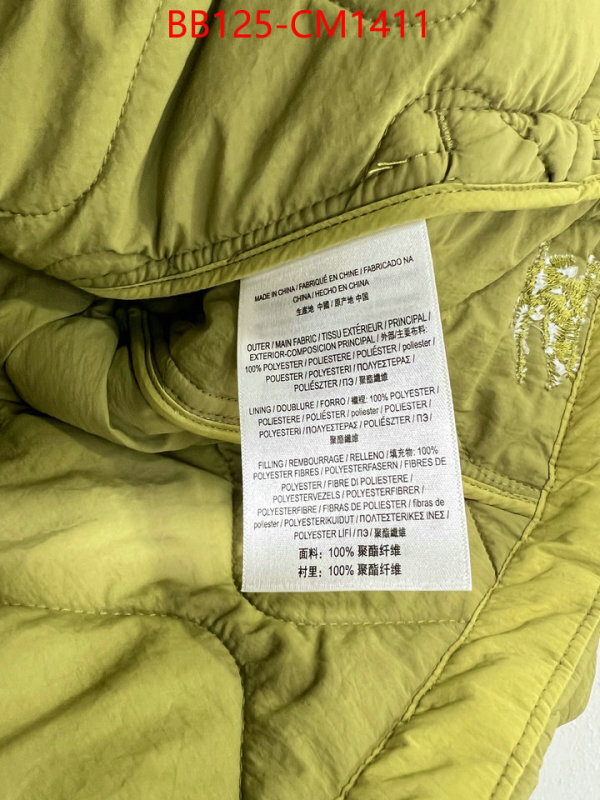 BB125-CM1411
MADE IN CHINA / FABRIQUÉ EN CHINE / FABRICADO NA
CHINA / HECHO EN CHINA
生產地 中國 / 原产地 中国
OUTER / MAIN FABRIC / TISSU EXTÉRIEUR / PRINCIPAL /
EXTERIOR-COMPOSICION PRINCIPAL / 外部/主要布料:
100% POLYESTER / POLIESTERE / POLIÉSTER / poliester /
POUESTER / POLYESTERI / ΠΟΛΥΕΣΤΕΡΑΣ /
POLIÉSZTER / ПЭ / 聚酯纖維
LINING / DOUBLURE / FORRO / 襯裡: 100% POLYESTER /
POLIESTERE / POLIÉSTER / poliester / POLIESTER /
POLYESTERI / ΠΟΛΥΕΣΤΕΡΑΣ / POLIÉSZTER / ПЭ /
聚酯纖維
FILLING / REMBOURRAGE / RELLENO / 填充物: 100%
POLYESTER FIBRES / POLYESTERFASERN / FIBRES DE
POLYESTER / FIBRE DI POLIESTERE /
POLYESTERVEZELS / POLYESTERFIBRER /
POLYESTERFIBRE / FIBRAS DE POLIESTER / fibras de
poliester / POLYESTERIKUIDUT / ΠΟΛΤΕΣΤΕΡΙΚΕΣ ΙΝΕΣ /
POLYESTER LIFÍ / ПЭ / 聚酯纖維
面料: 100% 聚酯纤维
衬里: 100% 聚酯纤维